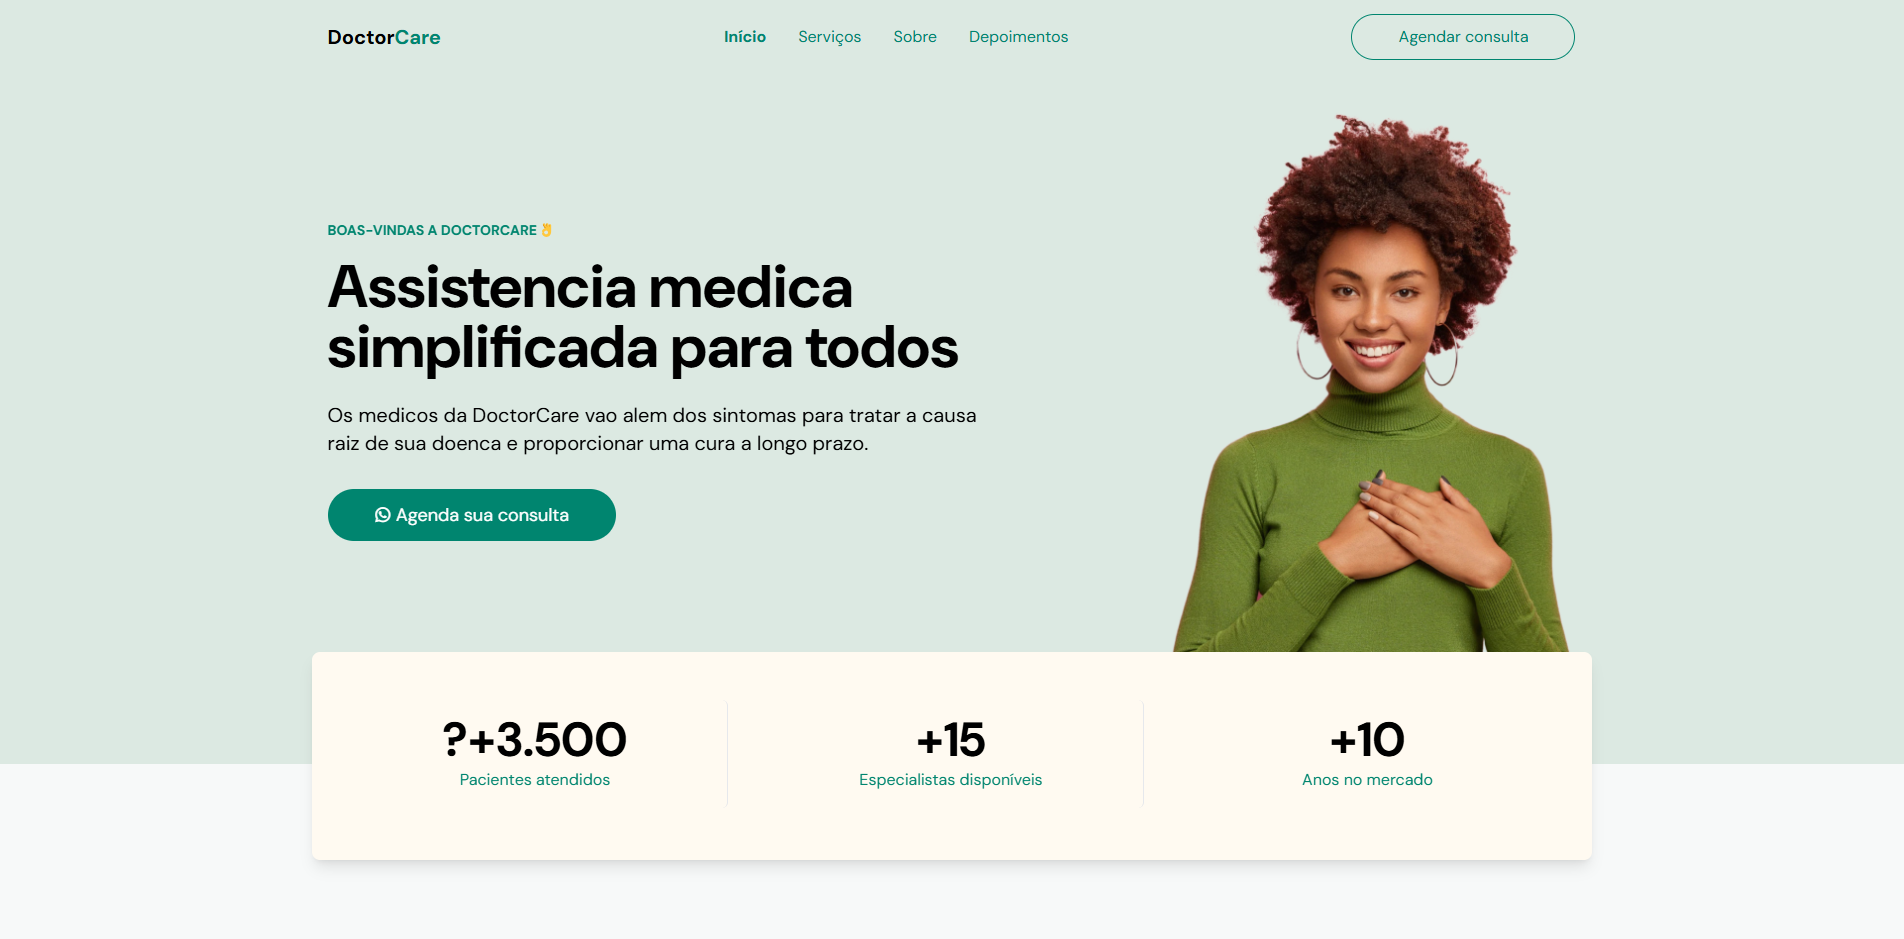 DoctorCare
Início
Serviços
Sobre
Depoimentos
Agendar consulta
BOAS-VINDAS A DOCTORCARE 👌
Assistencia medica
simplificada para todos
Os medicos da DoctorCare vao alem dos sintomas para tratar a causa
raiz de sua doenca e proporcionar uma cura a longo prazo.
Agenda sua consulta
?+3.500
Pacientes atendidos
+15
Especialistas disponíveis
+10
Anos no mercado